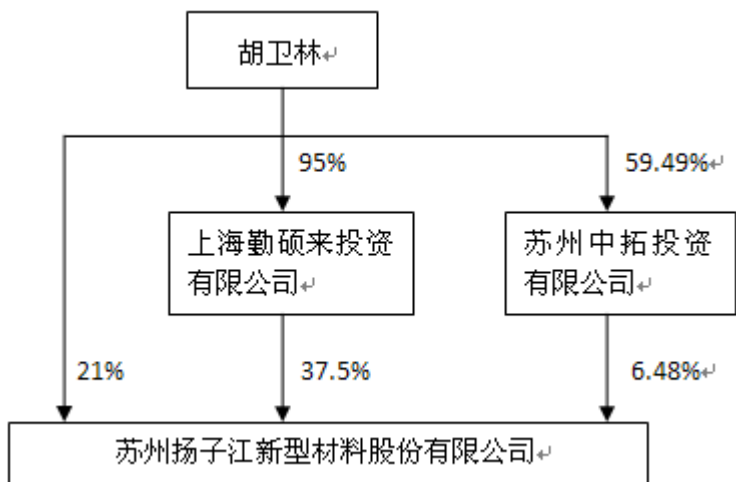 胡卫林↵
95%
59.49%↵
上海勤硕来投资
有限公司↵
苏州中拓投资
有限公司↵
21%
37.5%
6.48%↵
苏州扬子江新型材料股份有限公司↵